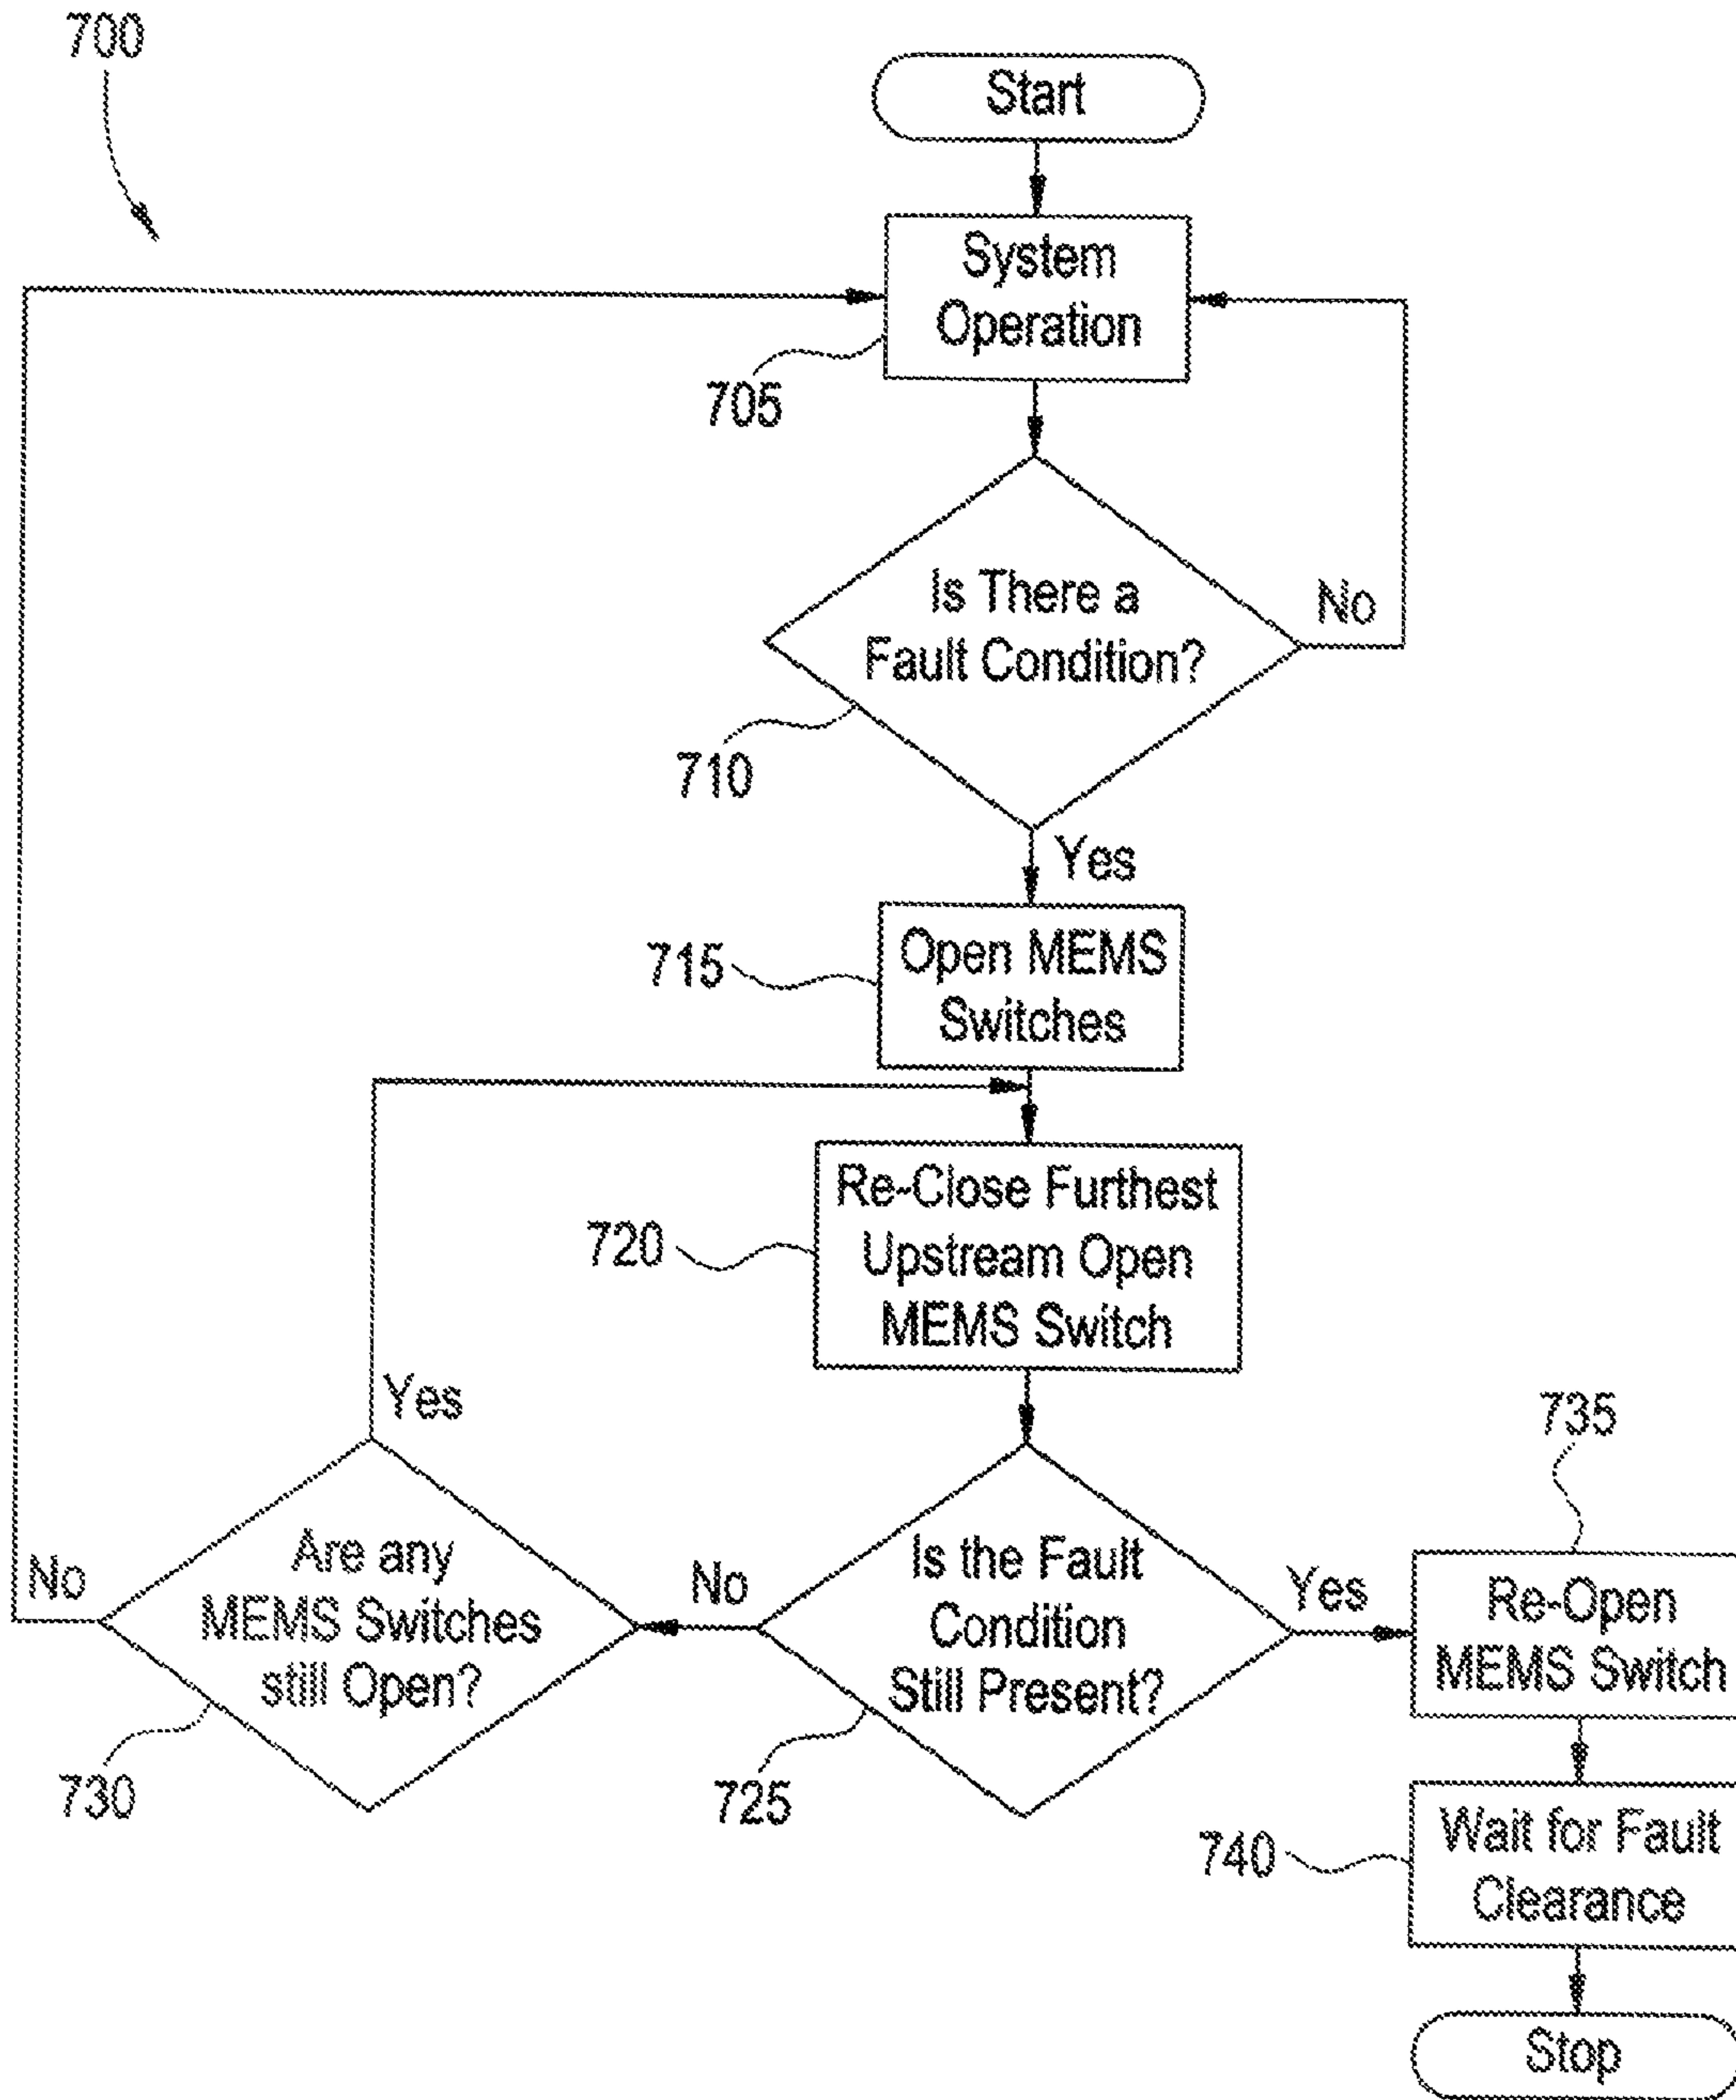 700
Start
System
Operation
705
Is There a
Fault Condition?
No
710
Yes
Open MEMS
Switches
715
Re-Close Furthest
Upstream Open
MEMS Switch
720
Yes
Are any
MEMS Switches
still Open?
No
730
No
Is the Fault
Condition
Still Present?
725
Yes
735
Re-Open
MEMS Switch
740
Wait for Fault
Clearance
Stop